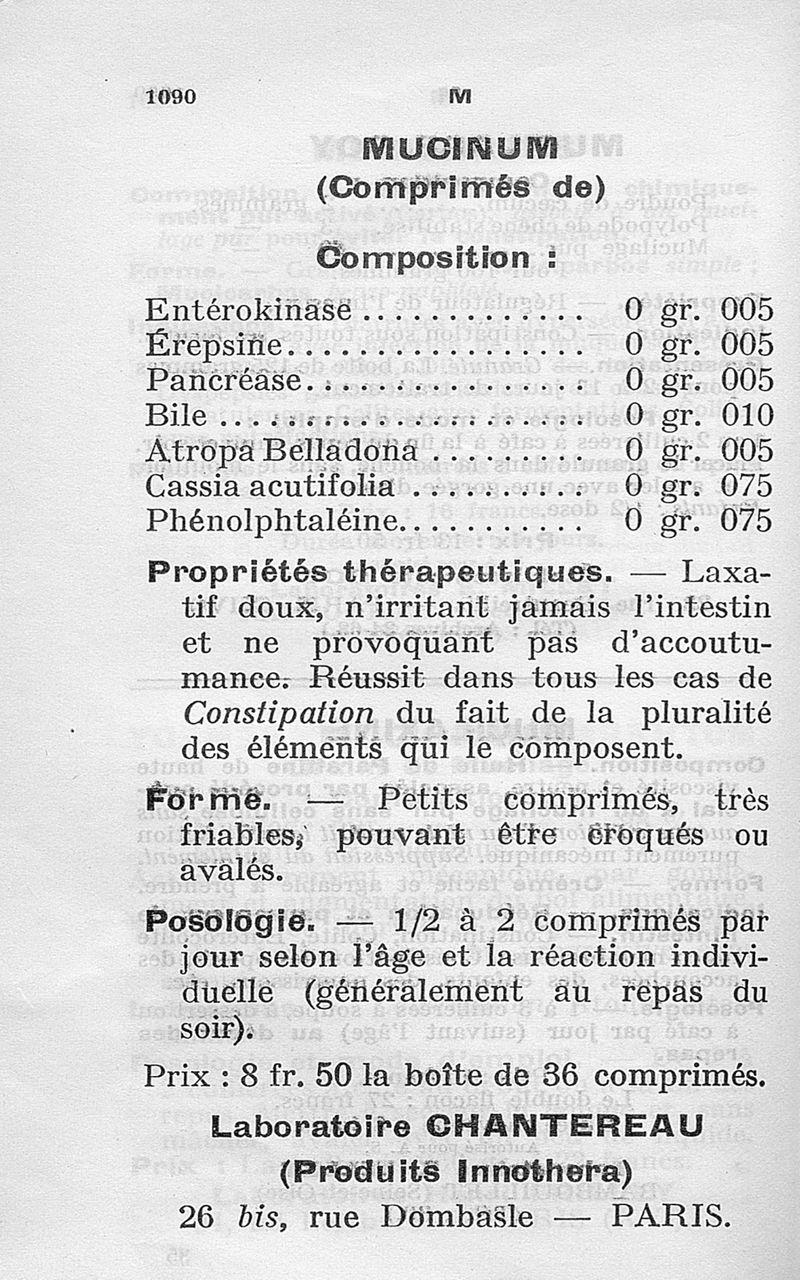 1090 M
MUCINUM
(Comprimés de)
Composition :
Entérokinase .............. 0 gr. 005
Érepsine.................. 0 gr. 005
Pancréase................. 0 gr. 005
Bile ...................... 0 gr. 010
Atropa Belladona .......... 0 gr. 005
Cassia acutifolia ........... 0 gr. 075
Phénolphtaléine............ 0 gr. 075
Propriétés thérapeutiques. — Laxa-
tif doux, n'irritant jamais l'intestin
et ne provoquant pas d'accoutu-
mance. Réussit dans tous les cas de
Constipation du fait de la pluralité
des éléments qui le composent.
Forme. — Petits comprimés, très
friables, pouvant être croqués ou
avalés.
Posologie. — 1/2 à 2 comprimés par
jour selon l'âge et la réaction indivi-
duelle (généralement au repas du
soir).
Prix : 8 fr. 50 la boîte de 36 comprimés.
Laboratoire CHANTEREAU
(Produits Innothera)
26 bis, rue Dombasle — PARIS.